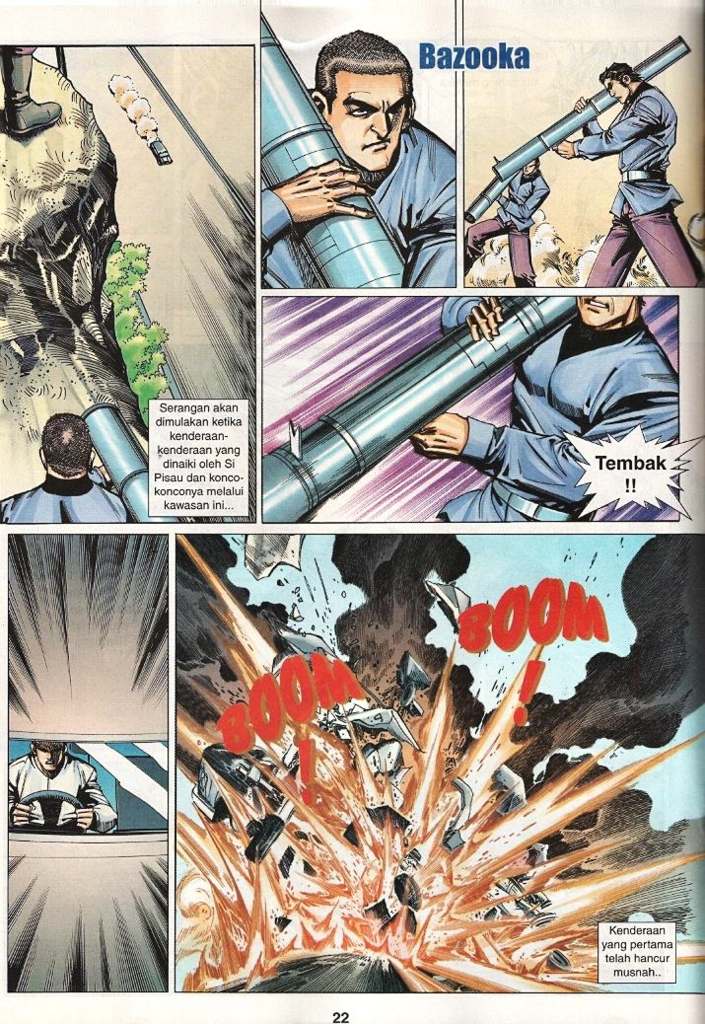 Serangan akan
dimulakan ketika
kenderaan-
kenderaan yang
dinaiki oleh Si
Pisau dan konco-
konconya melalui
kawasan ini...
Bazooka
Tembak
!!
BOOM
!
BOOM
!
Kenderaan
yang pertama
telah hancur
musnah..
22